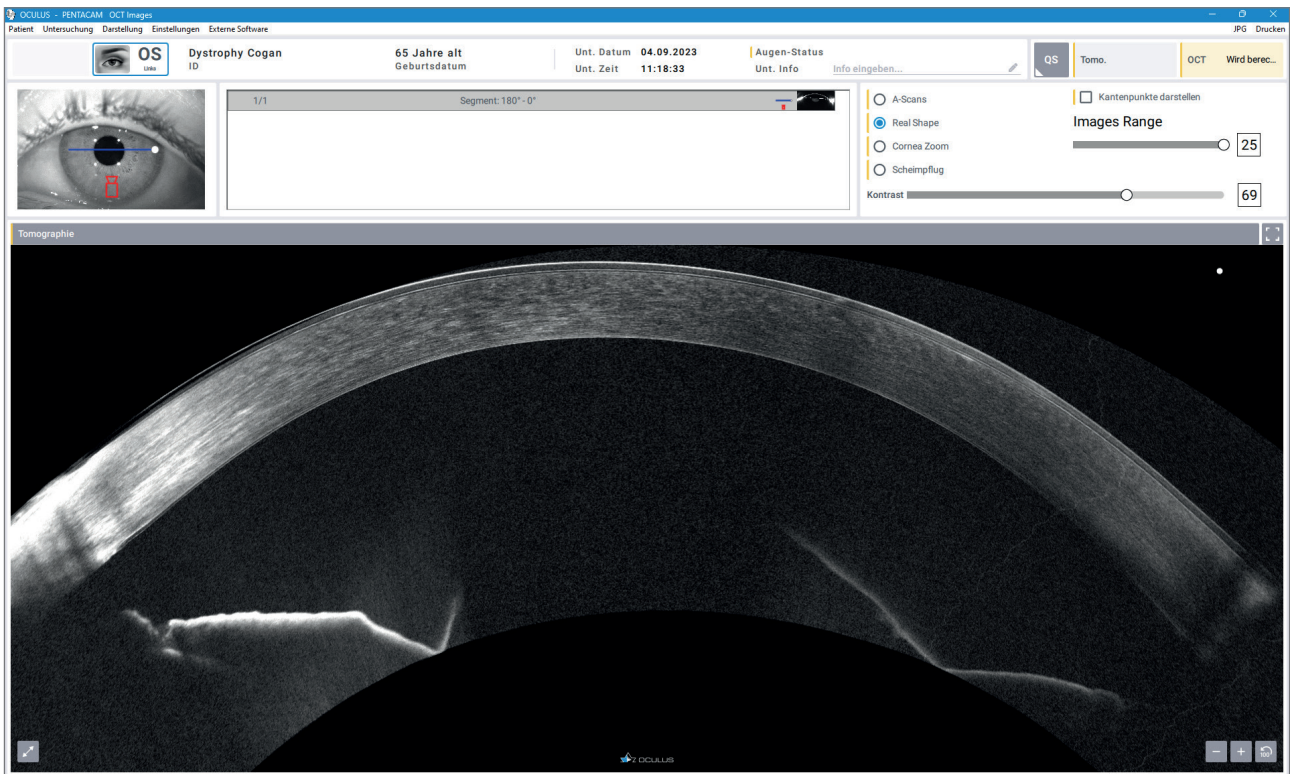 OCULUS - PENTACAM OCT Images
Patient Untersuchung Darstellung Einstellungen Externe Software JPG Drucken
OS
Links
Dystrophy Cogan
ID
65 Jahre alt
Geburtsdatum
Unt. Datum 04.09.2023
Unt. Zeit 11:18:33
Augen-Status
Unt. Info Info eingeben...
QS
Tomo.
OCT Wird berec...
1/1 Segment: 180° - 0°
A-Scans
Real Shape
Cornea Zoom
Scheimpflug
Kantenpunkte darstellen
Images Range
25
Kontrast 69
Tomographie
OCULUS
100